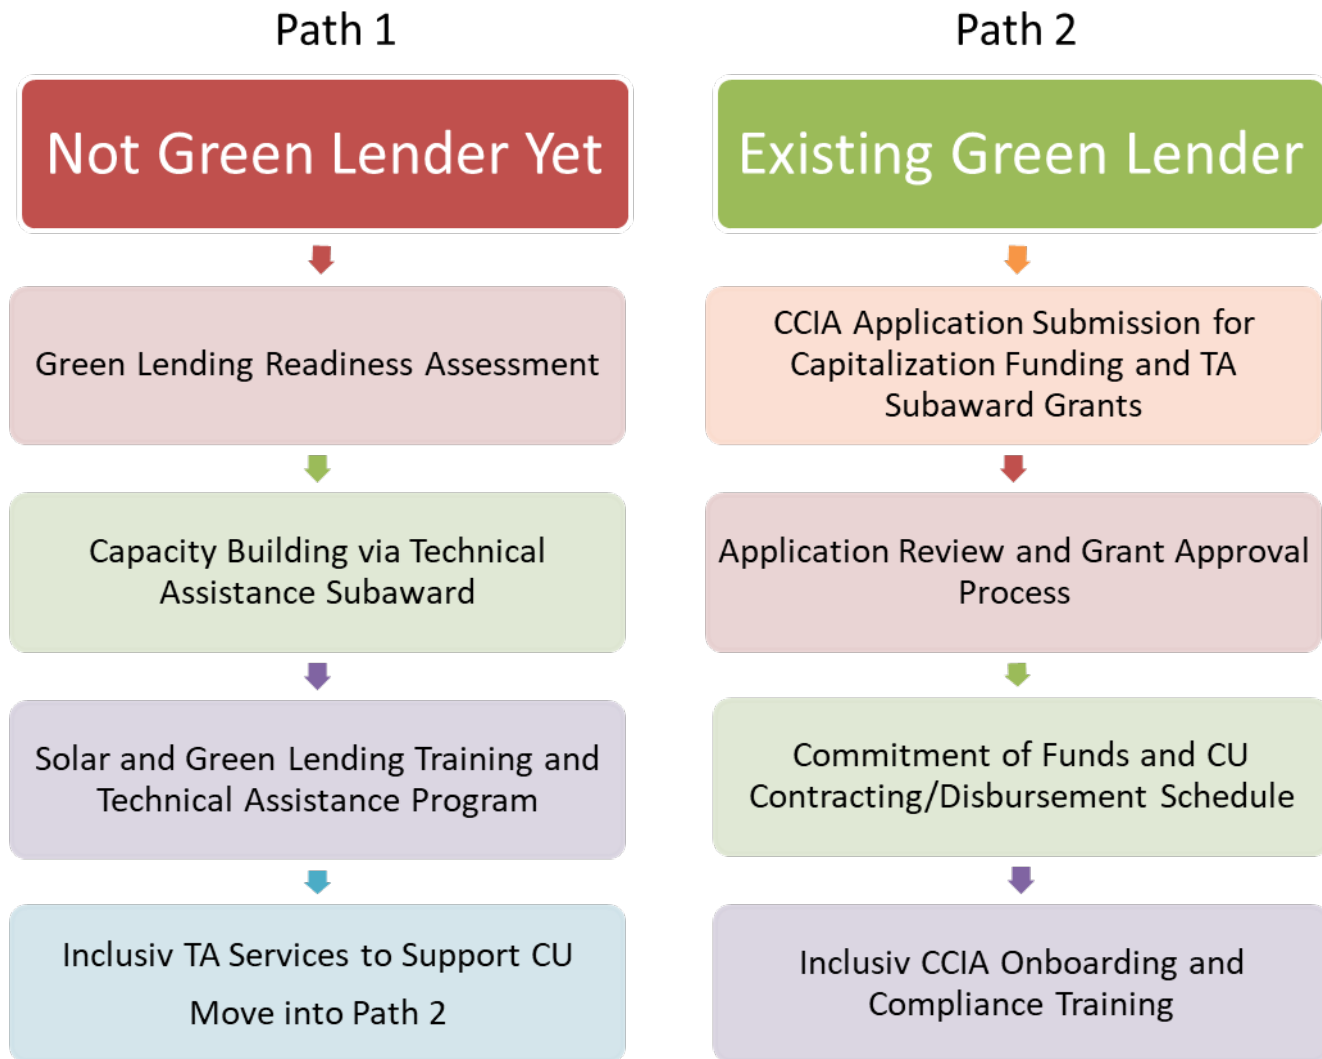 Path 1
Not Green Lender Yet
Green Lending Readiness Assessment
Capacity Building via Technical
Assistance Subaward
Solar and Green Lending Training and
Technical Assistance Program
Inclusiv TA Services to Support CU
Move into Path 2
Path 2
Existing Green Lender
CCIA Application Submission for
Capitalization Funding and TA
Subaward Grants
Application Review and Grant Approval
Process
Commitment of Funds and CU
Contracting/Disbursement Schedule
Inclusiv CCIA Onboarding and
Compliance Training